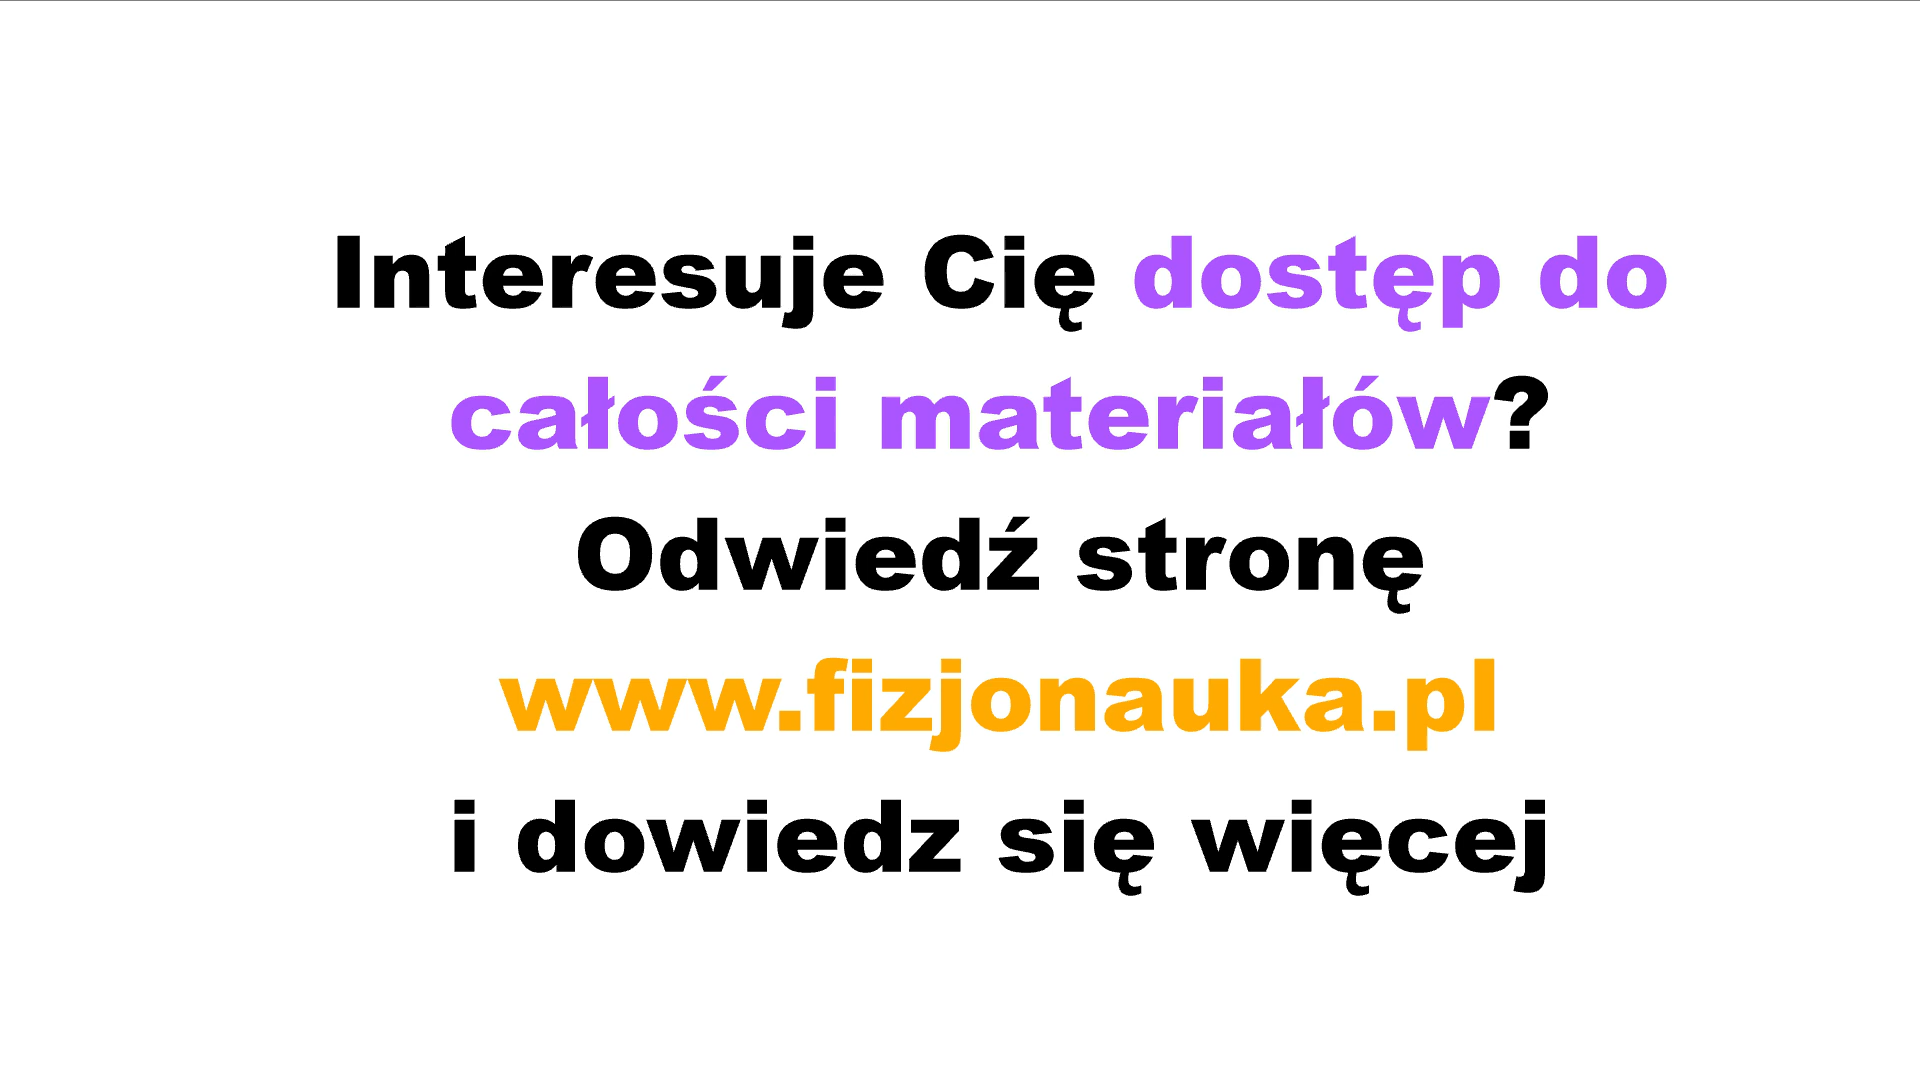 Interesuje Cię dostęp do
całości materiałów?
Odwiedź stronę
www.fizjonauka.pl
i dowiedz się więcej